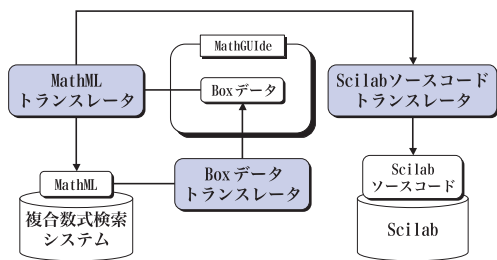 MathGUIde
MathML
トランスレータ
Boxデータ
Scilabソースコード
トランスレータ
MathML
Boxデータ
トランスレータ
Scilab
ソースコード
複合数式検索
システム
Scilab